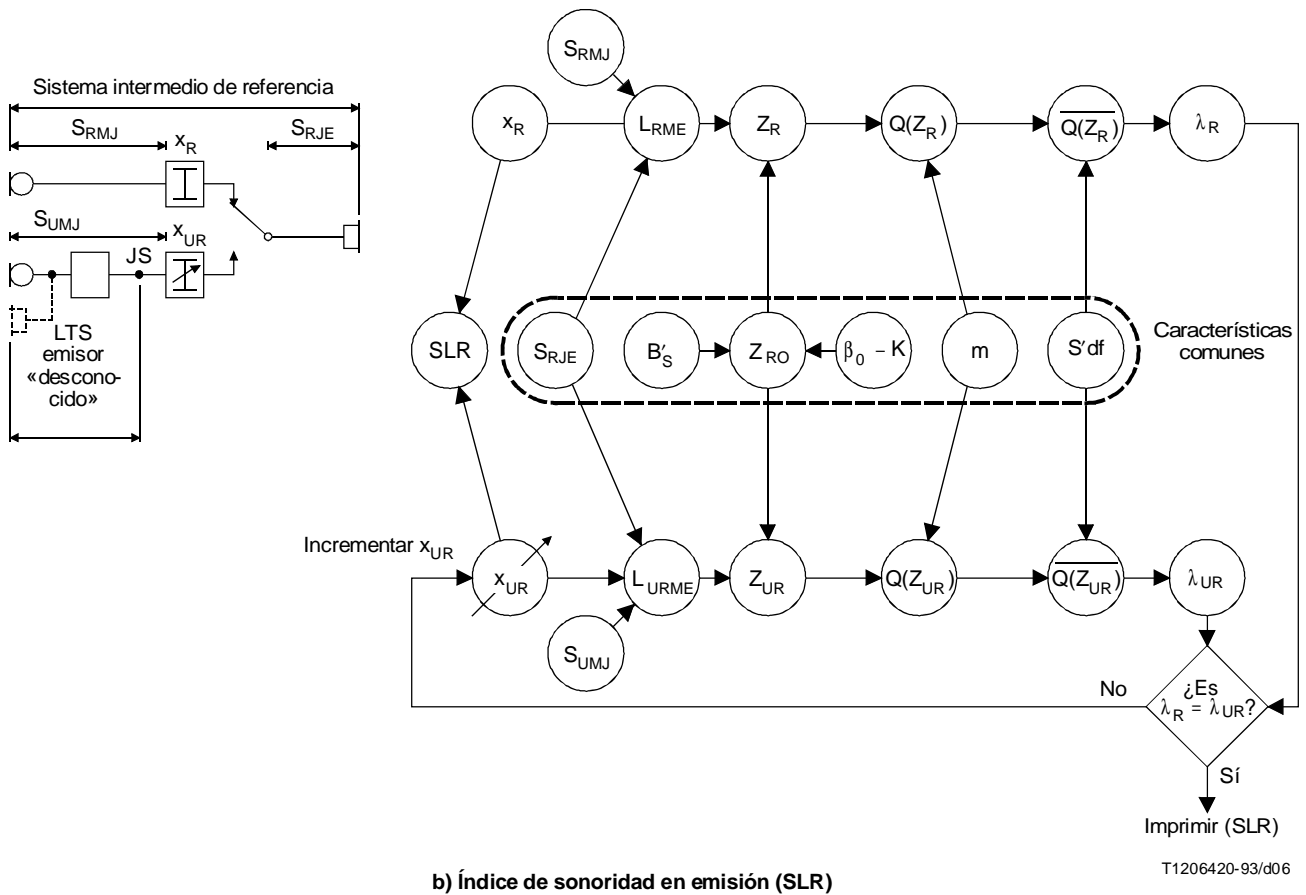 Sistema intermedio de referencia
S_RMJ
S_RJE
x_R
S_UMJ
x_UR
JS
LTS
emisor
«descono-
cido»
S_RMJ
x_R
L_RME
Z_R
Q(Z_R)
Q(Z_R)
λ_R
SLR
S_RJE
B′_S
Z_RO
β_0 – K
m
S′df
Características
comunes
Incrementar x_UR
x_UR
L_URME
Z_UR
Q(Z_UR)
Q(Z_UR)
λ_UR
S_UMJ
No
¿Es
λ_R = λ_UR?
Sí
Imprimir (SLR)
T1206420-93/d06
b) Índice de sonoridad en emisión (SLR)